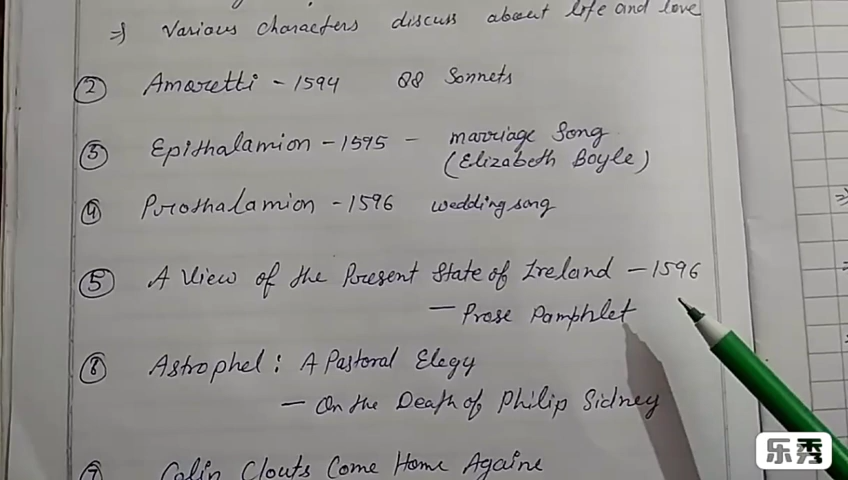 ⇒ Various characters discuss about life and love
② Amoretti - 1594 88 Sonnets
③ Epithalamion - 1595 - marriage Song
(Elizabeth Boyle)
④ Prothalamion - 1596 wedding song
⑤ A View of the Present State of Ireland - 1596
- Prose Pamphlet
⑥ Astrophel : A Pastoral Elegy
- On the Death of Philip Sidney
⑦ Colin Clouts Come Home Againe
乐秀